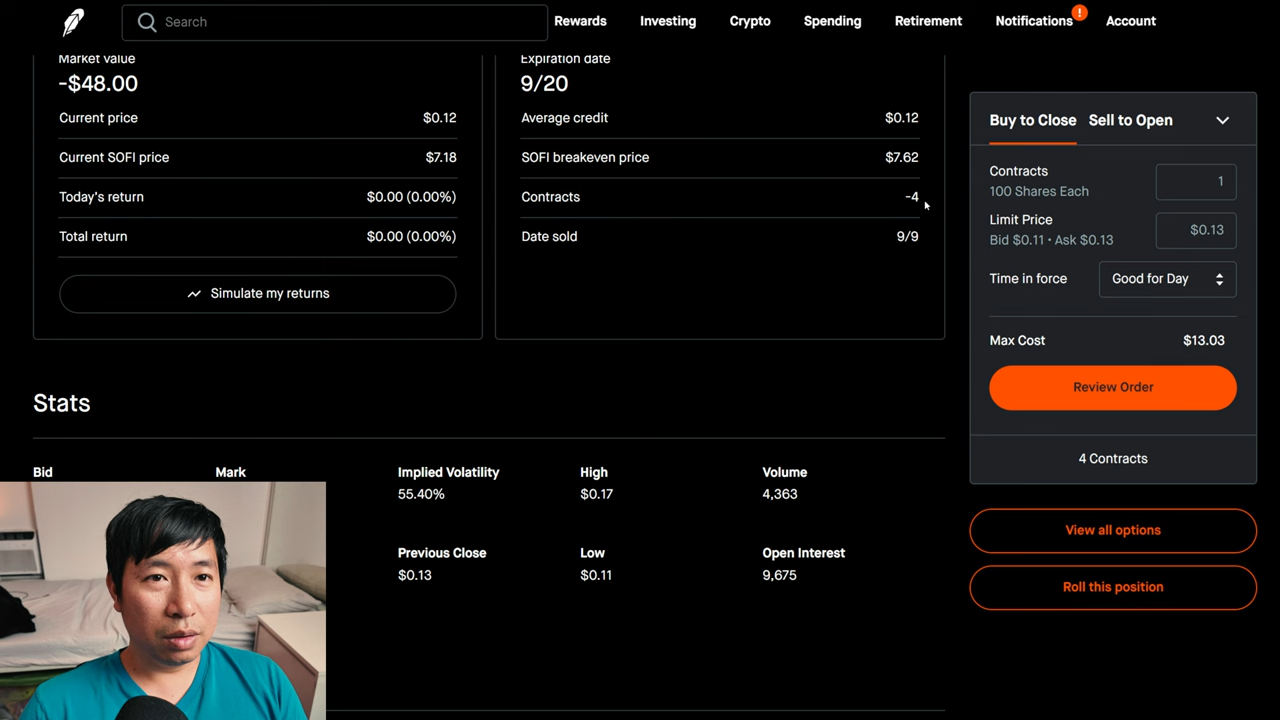 Search
Rewards
Investing
Crypto
Spending
Retirement
Notifications
!
Account
Market value
-$48.00
Current price $0.12
Current SOFI price $7.18
Today's return $0.00 (0.00%)
Total return $0.00 (0.00%)
Simulate my returns
Expiration date
9/20
Average credit $0.12
SOFI breakeven price $7.62
Contracts -4
Date sold 9/9
Buy to Close Sell to Open
Contracts 1
100 Shares Each
Limit Price $0.13
Bid $0.11 • Ask $0.13
Time in force Good for Day
Max Cost $13.03
Review Order
4 Contracts
View all options
Roll this position
Stats
Bid Mark Implied Volatility High Volume
55.40% $0.17 4,363
Previous Close Low Open Interest
$0.13 $0.11 9,675